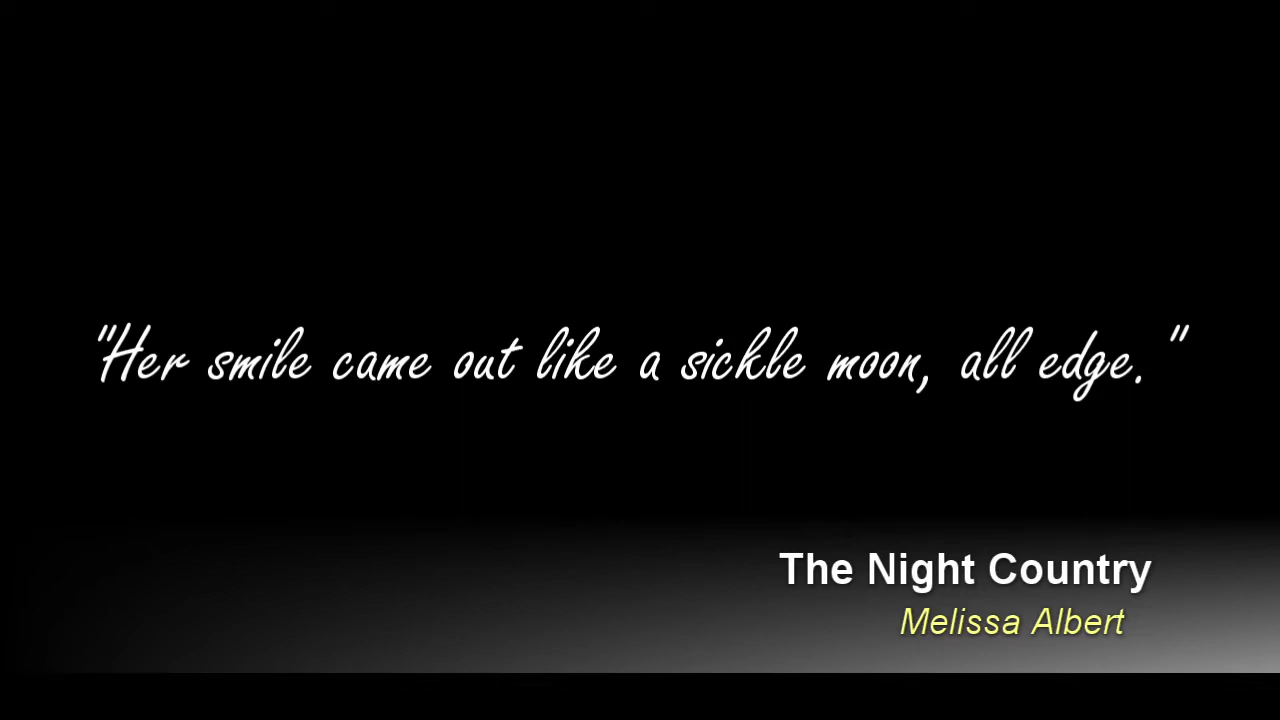 "Her smile came out like a sickle moon, all edge."
The Night Country
Melissa Albert